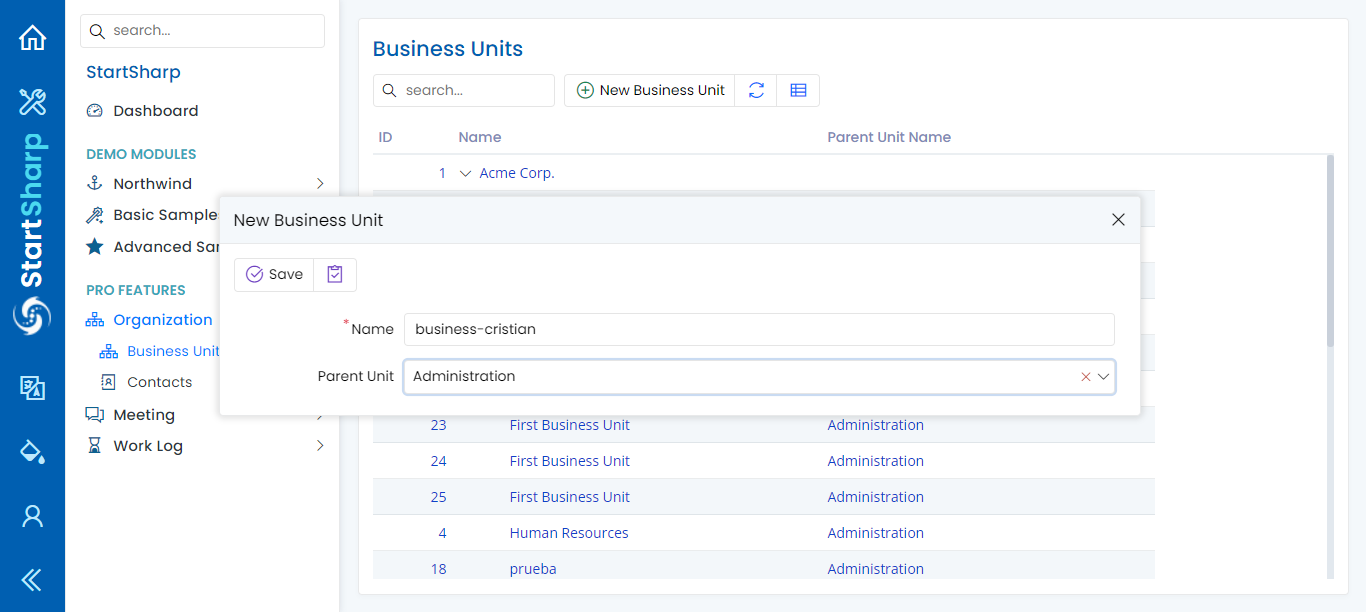 StartSharp
search...
StartSharp
Dashboard
DEMO MODULES
Northwind
Basic Sample
Advanced Sar
PRO FEATURES
Organization
Business Unit
Contacts
Meeting
Work Log
Business Units
search...
New Business Unit
ID Name Parent Unit Name
1 Acme Corp.
New Business Unit
Save
*Name business-cristian
Parent Unit Administration
23 First Business Unit Administration
24 First Business Unit Administration
25 First Business Unit Administration
4 Human Resources Administration
18 prueba Administration